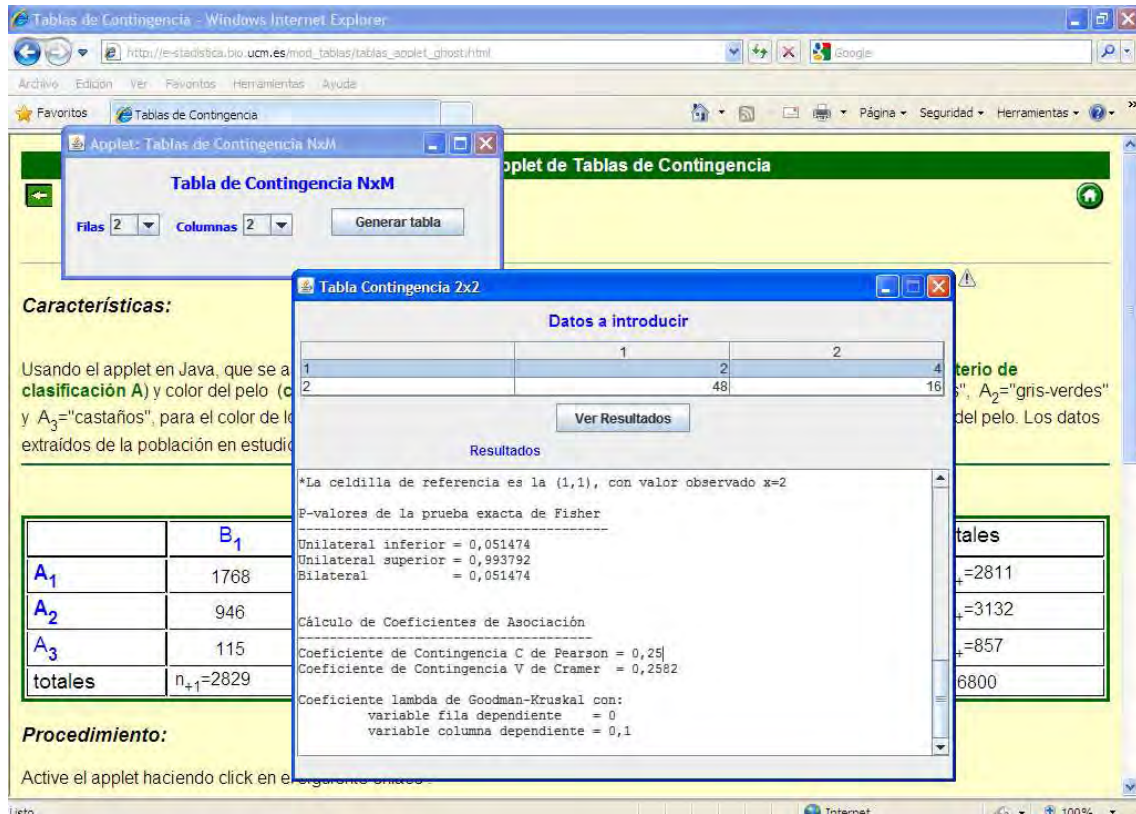 Tablas de Contingencia - Windows Internet Explorer
http://e-stadistica.bio.ucm.es/mod_tablas/tablas_applet_ghost.html
Google
Archivo Edición Ver Favoritos Herramientas Ayuda
Favoritos Tablas de Contingencia
Página Seguridad Herramientas
Applet: Tablas de Contingencia NxM
pplet de Tablas de Contingencia
Tabla de Contingencia NxM
Filas 2 Columnas 2 Generar tabla
Tabla Contingencia 2x2
Características:
Datos a introducir
1 2
1 2 4
2 48 16
Usando el applet en Java, que se a
terio de
clasificación A) y color del pelo (c
", A2="gris-verdes"
y A3="castaños", para el color de lo
del pelo. Los datos
extraídos de la población en estudio
Ver Resultados
Resultados
*La celdilla de referencia es la (1,1), con valor observado x=2
P-valores de la prueba exacta de Fisher
---------------------------------------
Unilateral inferior = 0,051474
Unilateral superior = 0,993792
Bilateral = 0,051474
Cálculo de Coeficientes de Asociación
-------------------------------------
Coeficiente de Contingencia C de Pearson = 0,25
Coeficiente de Contingencia V de Cramer = 0,2582
Coeficiente lambda de Goodman-Kruskal con:
variable fila dependiente = 0
variable columna dependiente = 0,1
B1 tales
A1 1768 +=2811
A2 946 +=3132
A3 115 +=857
totales n+1=2829 6800
Procedimiento:
Active el applet haciendo click en el siguiente enlace
Listo Internet 100%